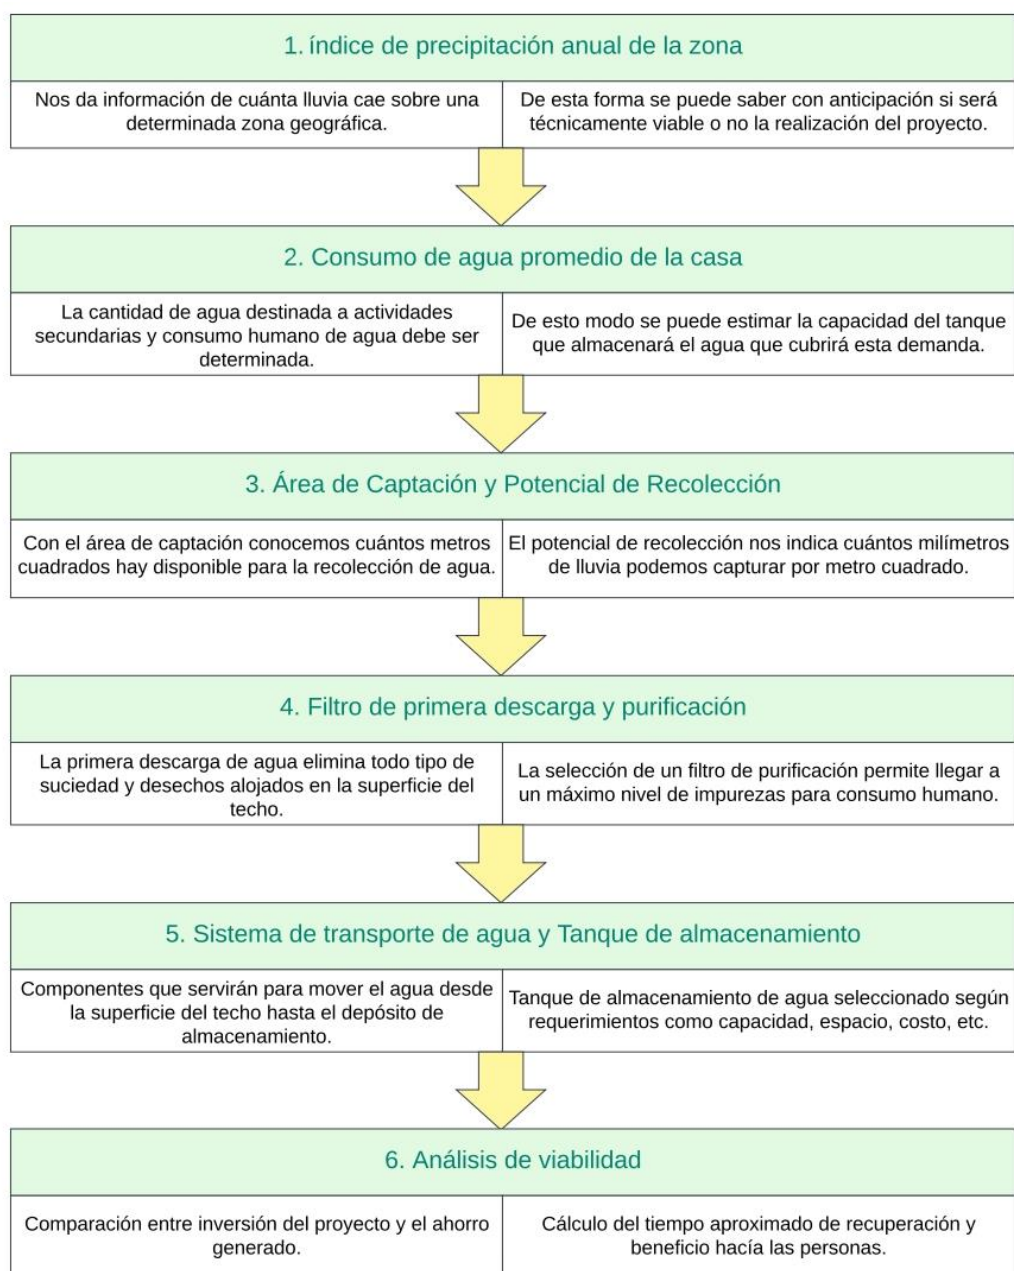 1. índice de precipitación anual de la zona
Nos da información de cuánta lluvia cae sobre una
determinada zona geográfica.
De esta forma se puede saber con anticipación si será
técnicamente viable o no la realización del proyecto.
2. Consumo de agua promedio de la casa
La cantidad de agua destinada a actividades
secundarias y consumo humano de agua debe ser
determinada.
De esto modo se puede estimar la capacidad del tanque
que almacenará el agua que cubrirá esta demanda.
3. Área de Captación y Potencial de Recolección
Con el área de captación conocemos cuántos metros
cuadrados hay disponible para la recolección de agua.
El potencial de recolección nos indica cuántos milímetros
de lluvia podemos capturar por metro cuadrado.
4. Filtro de primera descarga y purificación
La primera descarga de agua elimina todo tipo de
suciedad y desechos alojados en la superficie del
techo.
La selección de un filtro de purificación permite llegar a
un máximo nivel de impurezas para consumo humano.
5. Sistema de transporte de agua y Tanque de almacenamiento
Componentes que servirán para mover el agua desde
la superficie del techo hasta el depósito de
almacenamiento.
Tanque de almacenamiento de agua seleccionado según
requerimientos como capacidad, espacio, costo, etc.
6. Análisis de viabilidad
Comparación entre inversión del proyecto y el ahorro
generado.
Cálculo del tiempo aproximado de recuperación y
beneficio hacía las personas.